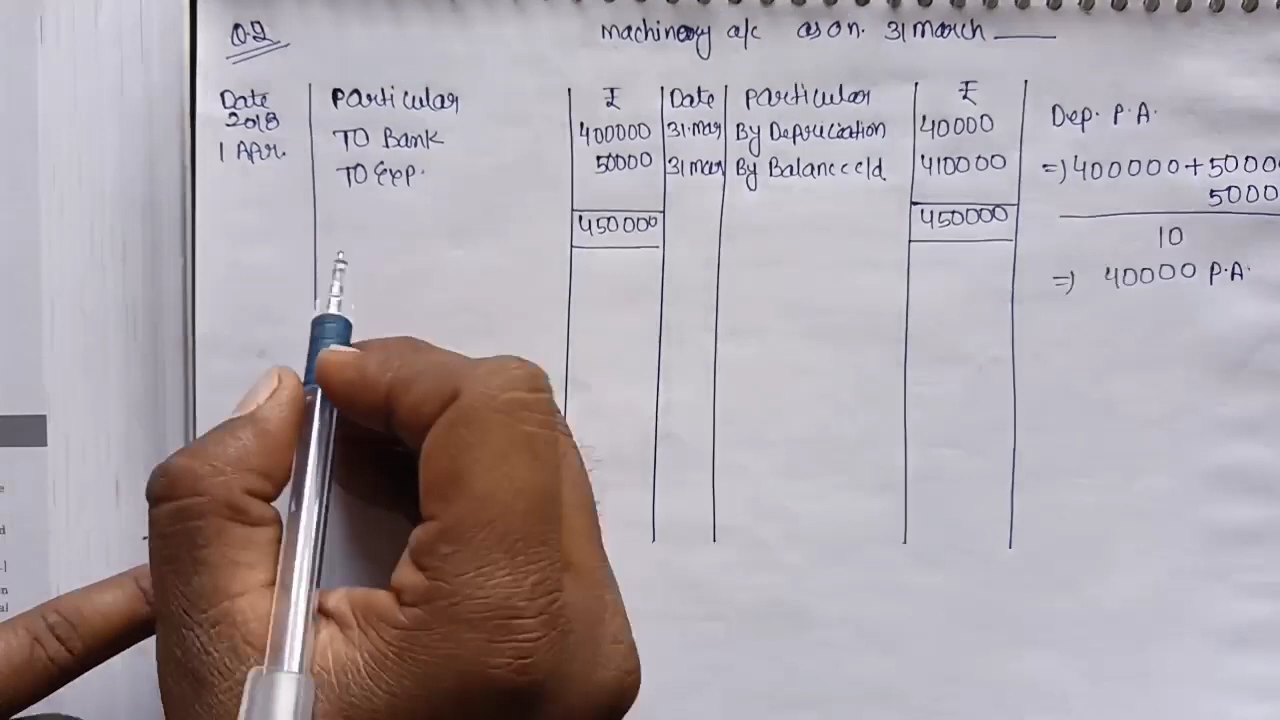 Q.2
Machinery a/c as on. 31 march
Date Particular ₹ Date Particular ₹
2018
1 Apr. TO Bank 400000 31.mar By Depriciation 40000
TO Exp. 50000 31 mar By Balance c/d 410000
450000 450000
Dep. P.A.
=) 400000 + 5000
5000
10
=) 40000 P.A.